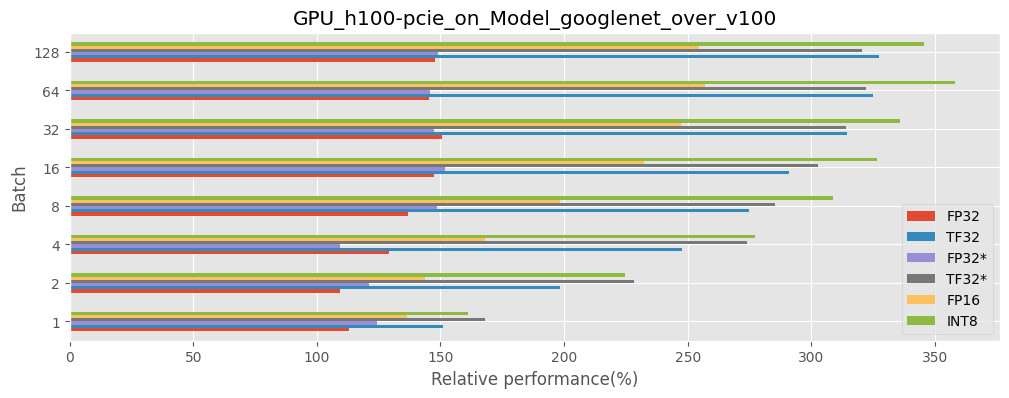 GPU_h100-pcie_on_Model_googlenet_over_v100
128
64
32
16
8
4
2
1
Batch
0 50 100 150 200 250 300 350
Relative performance(%)
FP32
TF32
FP32*
TF32*
FP16
INT8